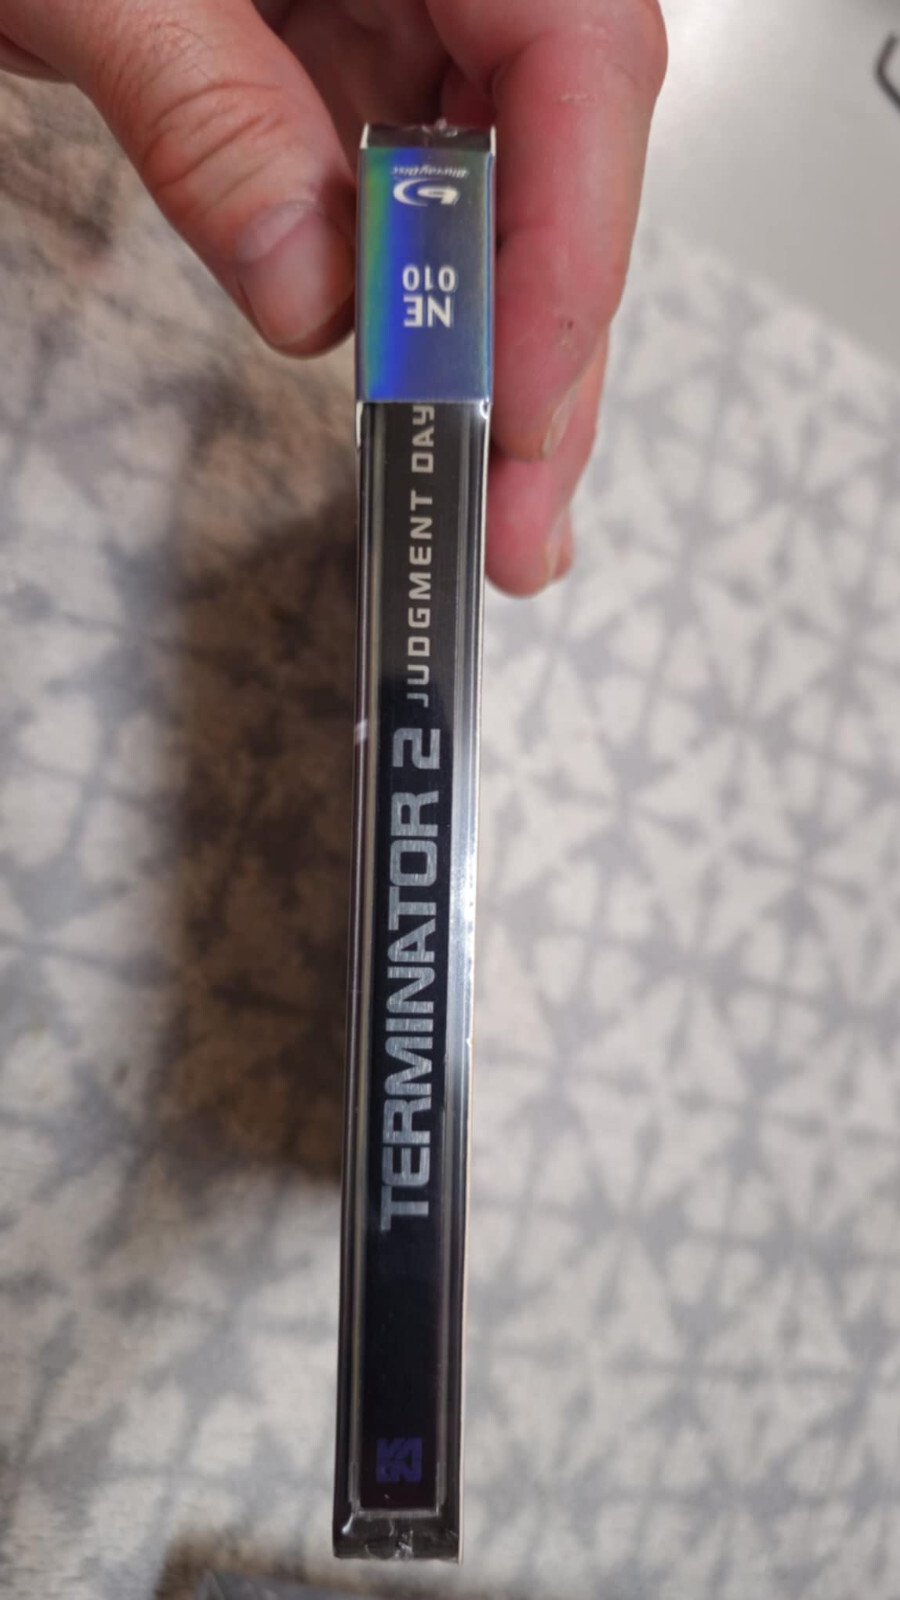 Blu-ray Disc
NE
010
TERMINATOR 2 JUDGMENT DAY